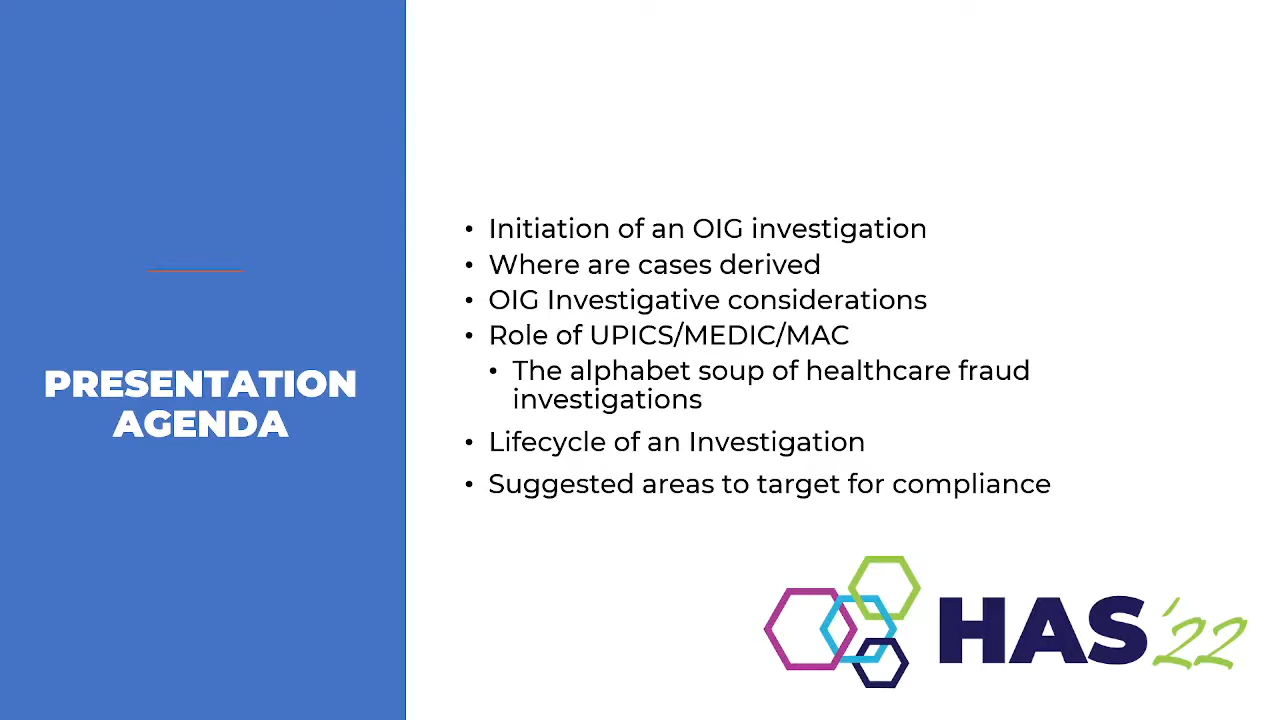 PRESENTATION
AGENDA
• Initiation of an OIG investigation
• Where are cases derived
• OIG Investigative considerations
• Role of UPICS/MEDIC/MAC
• The alphabet soup of healthcare fraud
investigations
• Lifecycle of an Investigation
• Suggested areas to target for compliance
HAS '22